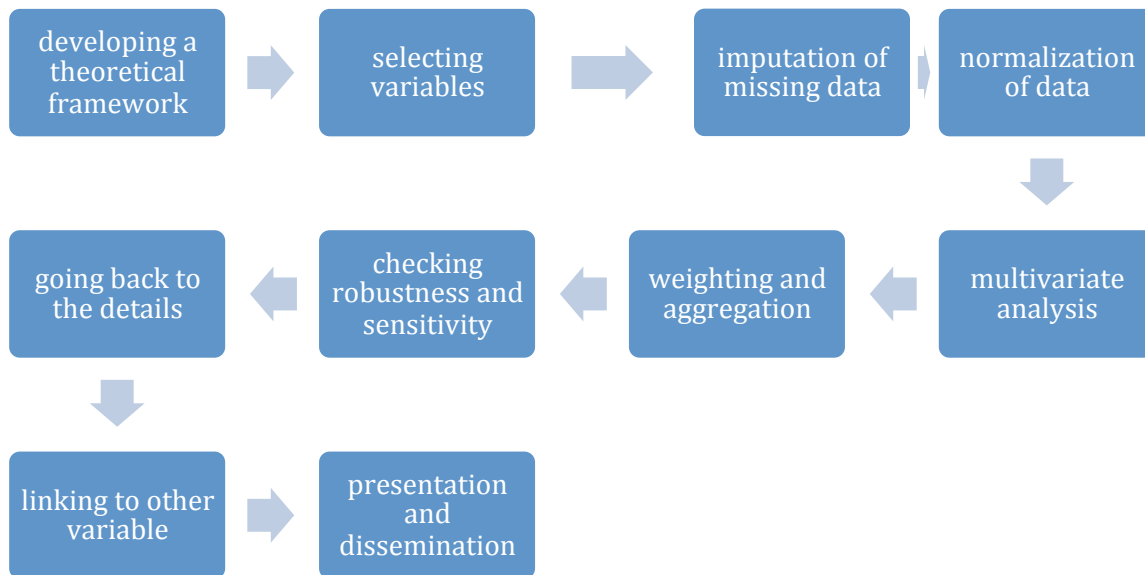 developing a
theoretical
framework
selecting
variables
imputation of
missing data
normalization
of data
multivariate
analysis
weighting and
aggregation
checking
robustness and
sensitivity
going back to
the details
linking to other
variable
presentation
and
dissemination